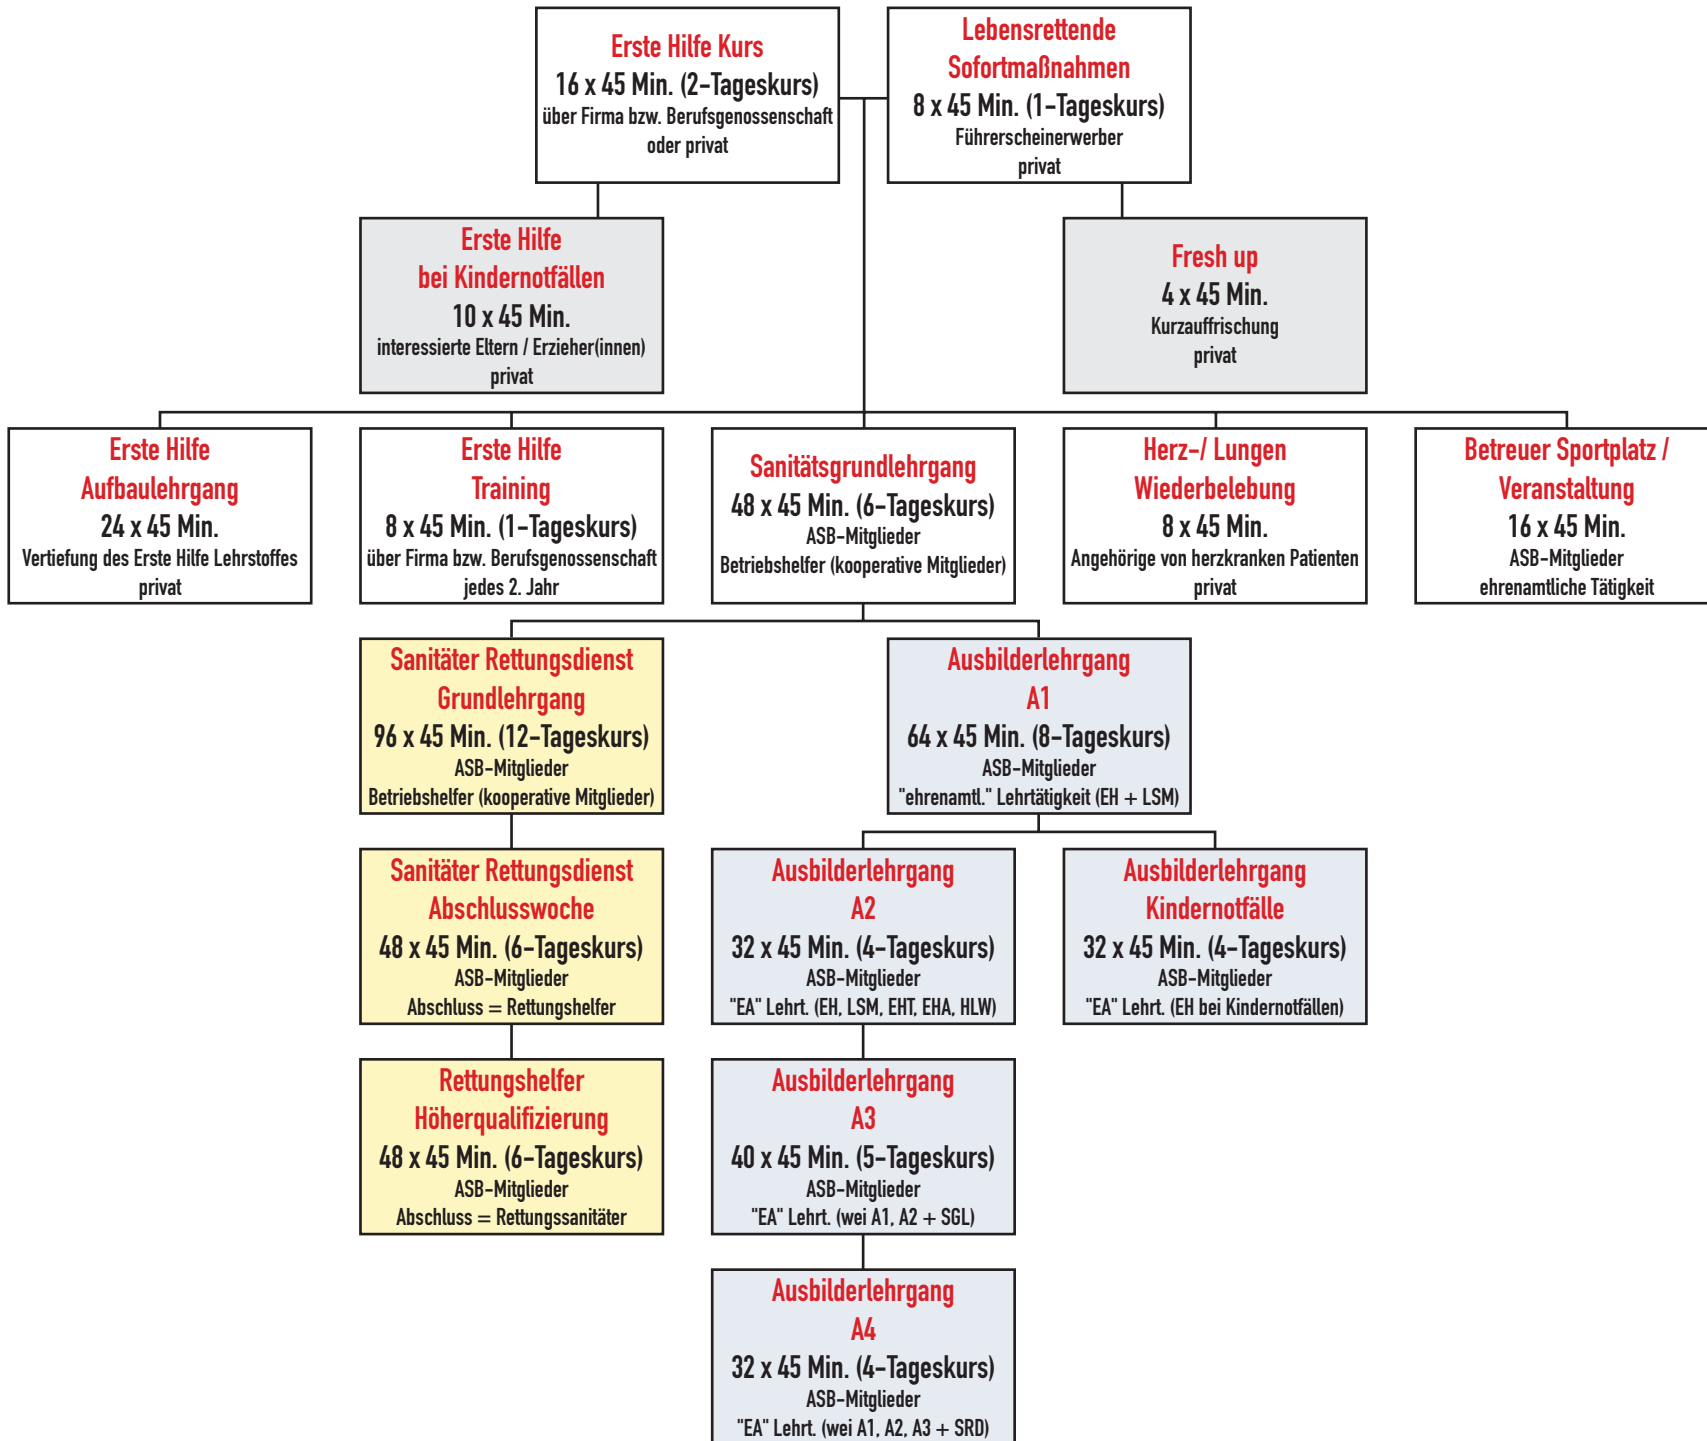 Erste Hilfe Kurs
16 x 45 Min. (2-Tageskurs)
über Firma bzw. Berufsgenossenschaft
oder privat
Lebensrettende
Sofortmaßnahmen
8 x 45 Min. (1-Tageskurs)
Führerscheinerwerber
privat
Erste Hilfe
bei Kindernotfällen
10 x 45 Min.
interessierte Eltern / Erzieher(innen)
privat
Fresh up
4 x 45 Min.
Kurzauffrischung
privat
Erste Hilfe
Aufbaulehrgang
24 x 45 Min.
Vertiefung des Erste Hilfe Lehrstoffes
privat
Erste Hilfe
Training
8 x 45 Min. (1-Tageskurs)
über Firma bzw. Berufsgenossenschaft
jedes 2. Jahr
Sanitätsgrundlehrgang
48 x 45 Min. (6-Tageskurs)
ASB-Mitglieder
Betriebshelfer (kooperative Mitglieder)
Herz-/ Lungen
Wiederbelebung
8 x 45 Min.
Angehörige von herzkranken Patienten
privat
Betreuer Sportplatz /
Veranstaltung
16 x 45 Min.
ASB-Mitglieder
ehrenamtliche Tätigkeit
Sanitäter Rettungsdienst
Grundlehrgang
96 x 45 Min. (12-Tageskurs)
ASB-Mitglieder
Betriebshelfer (kooperative Mitglieder)
Ausbilderlehrgang
A1
64 x 45 Min. (8-Tageskurs)
ASB-Mitglieder
"ehrenamtl." Lehrtätigkeit (EH + LSM)
Sanitäter Rettungsdienst
Abschlusswoche
48 x 45 Min. (6-Tageskurs)
ASB-Mitglieder
Abschluss = Rettungshelfer
Ausbilderlehrgang
A2
32 x 45 Min. (4-Tageskurs)
ASB-Mitglieder
"EA" Lehrt. (EH, LSM, EHT, EHA, HLW)
Ausbilderlehrgang
Kindernotfälle
32 x 45 Min. (4-Tageskurs)
ASB-Mitglieder
"EA" Lehrt. (EH bei Kindernotfällen)
Rettungshelfer
Höherqualifizierung
48 x 45 Min. (6-Tageskurs)
ASB-Mitglieder
Abschluss = Rettungssanitäter
Ausbilderlehrgang
A3
40 x 45 Min. (5-Tageskurs)
ASB-Mitglieder
"EA" Lehrt. (wei A1, A2 + SGL)
Ausbilderlehrgang
A4
32 x 45 Min. (4-Tageskurs)
ASB-Mitglieder
"EA" Lehrt. (wei A1, A2, A3 + SRD)